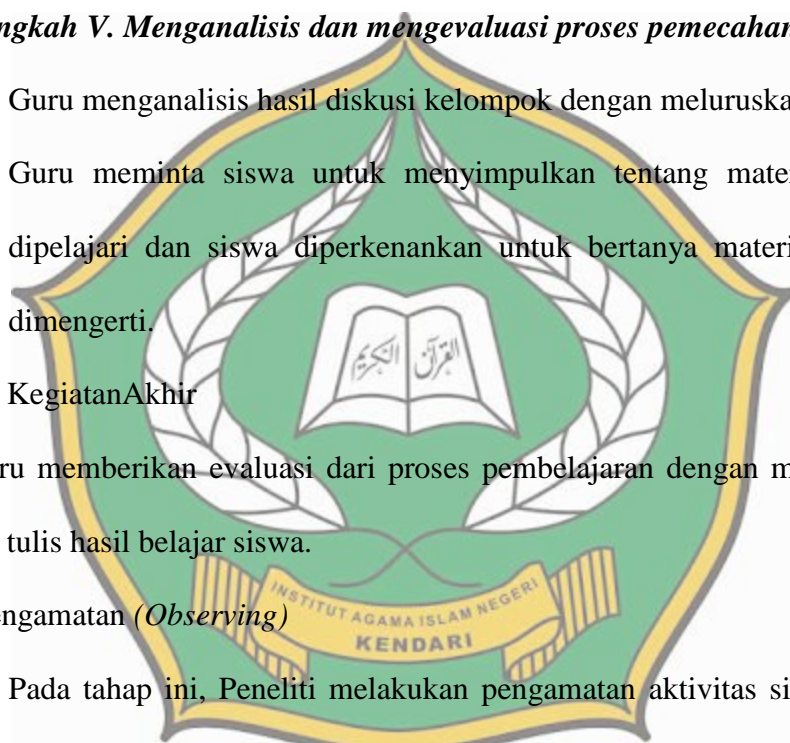 ngkah V. Menganalisis dan mengevaluasi proses pemecahan
Guru menganalisis hasil diskusi kelompok dengan meluruska
Guru meminta siswa untuk menyimpulkan tentang mate
dipelajari dan siswa diperkenankan untuk bertanya materi
dimengerti.
القرآن الكريم
KegiatanAkhir
ru memberikan evaluasi dari proses pembelajaran dengan m
tulis hasil belajar siswa.
INSTITUT AGAMA ISLAM NEGERI
engamatan (Observing)
KENDARI
Pada tahap ini, Peneliti melakukan pengamatan aktivitas si